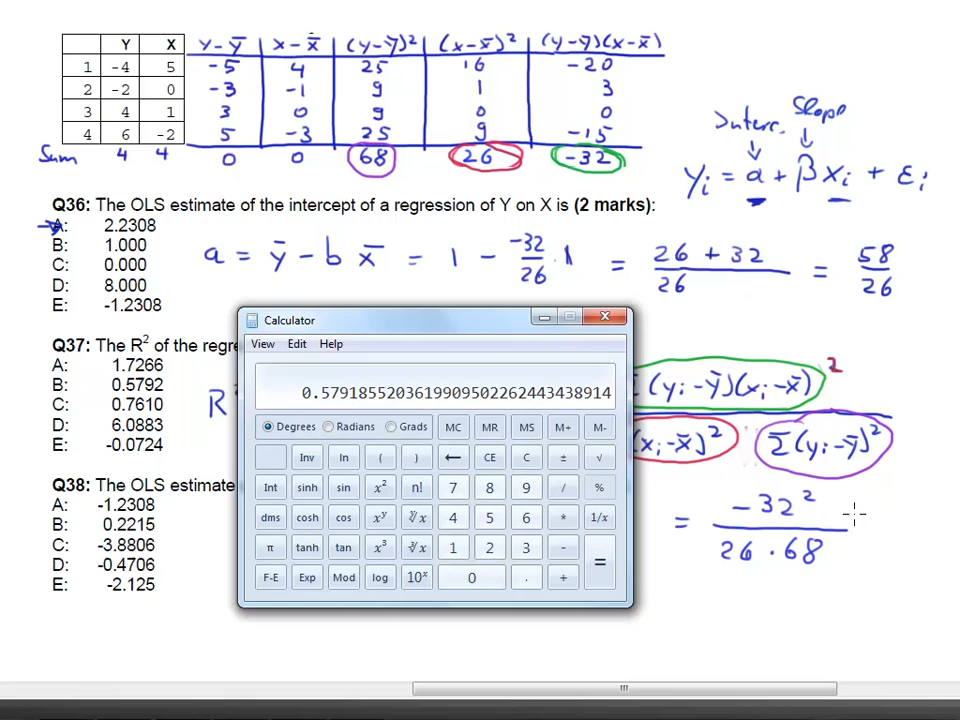 Y X y-ȳ x-x̄ (y-ȳ)² (x-x̄)² (y-ȳ)(x-x̄)
1 -4 5 -5 4 25 16 -20
2 -2 0 -3 -1 9 1 3
3 4 1 3 0 9 0 0
4 6 -2 5 -3 25 9 -15
Sum 4 4 0 0 68 26 -32
Interc. Slope
Yi = a + β xi + εi
Q36: The OLS estimate of the intercept of a regression of Y on X is (2 marks):
A: 2.2308
B: 1.000
C: 0.000
D: 8.000
E: -1.2308
a = ȳ - b x̄ = 1 - -32/26 · 1 = 26 + 32/26 = 58/26
Q37: The R² of the regre
A: 1.7266
B: 0.5792
C: 0.7610
D: 6.0883
E: -0.0724
R
Q38: The OLS estimate
A: -1.2308
B: 0.2215
C: -3.8806
D: -0.4706
E: -2.125
Calculator
View Edit Help
0.5791855203619909502262443438914
Degrees Radians Grads MC MR MS M+ M-
Inv ln ( ) ← CE C ± √
Int sinh sin x² n! 7 8 9 / %
dms cosh cos xʸ ʸ√x 4 5 6 * 1/x
π tanh tan x³ ³√x 1 2 3 - =
F-E Exp Mod log 10ˣ 0 . +
Σ(yi-ȳ)(xi-x̄) 2
(xi-x̄)² Σ(yi-ȳ)²
= -32²
26 · 68